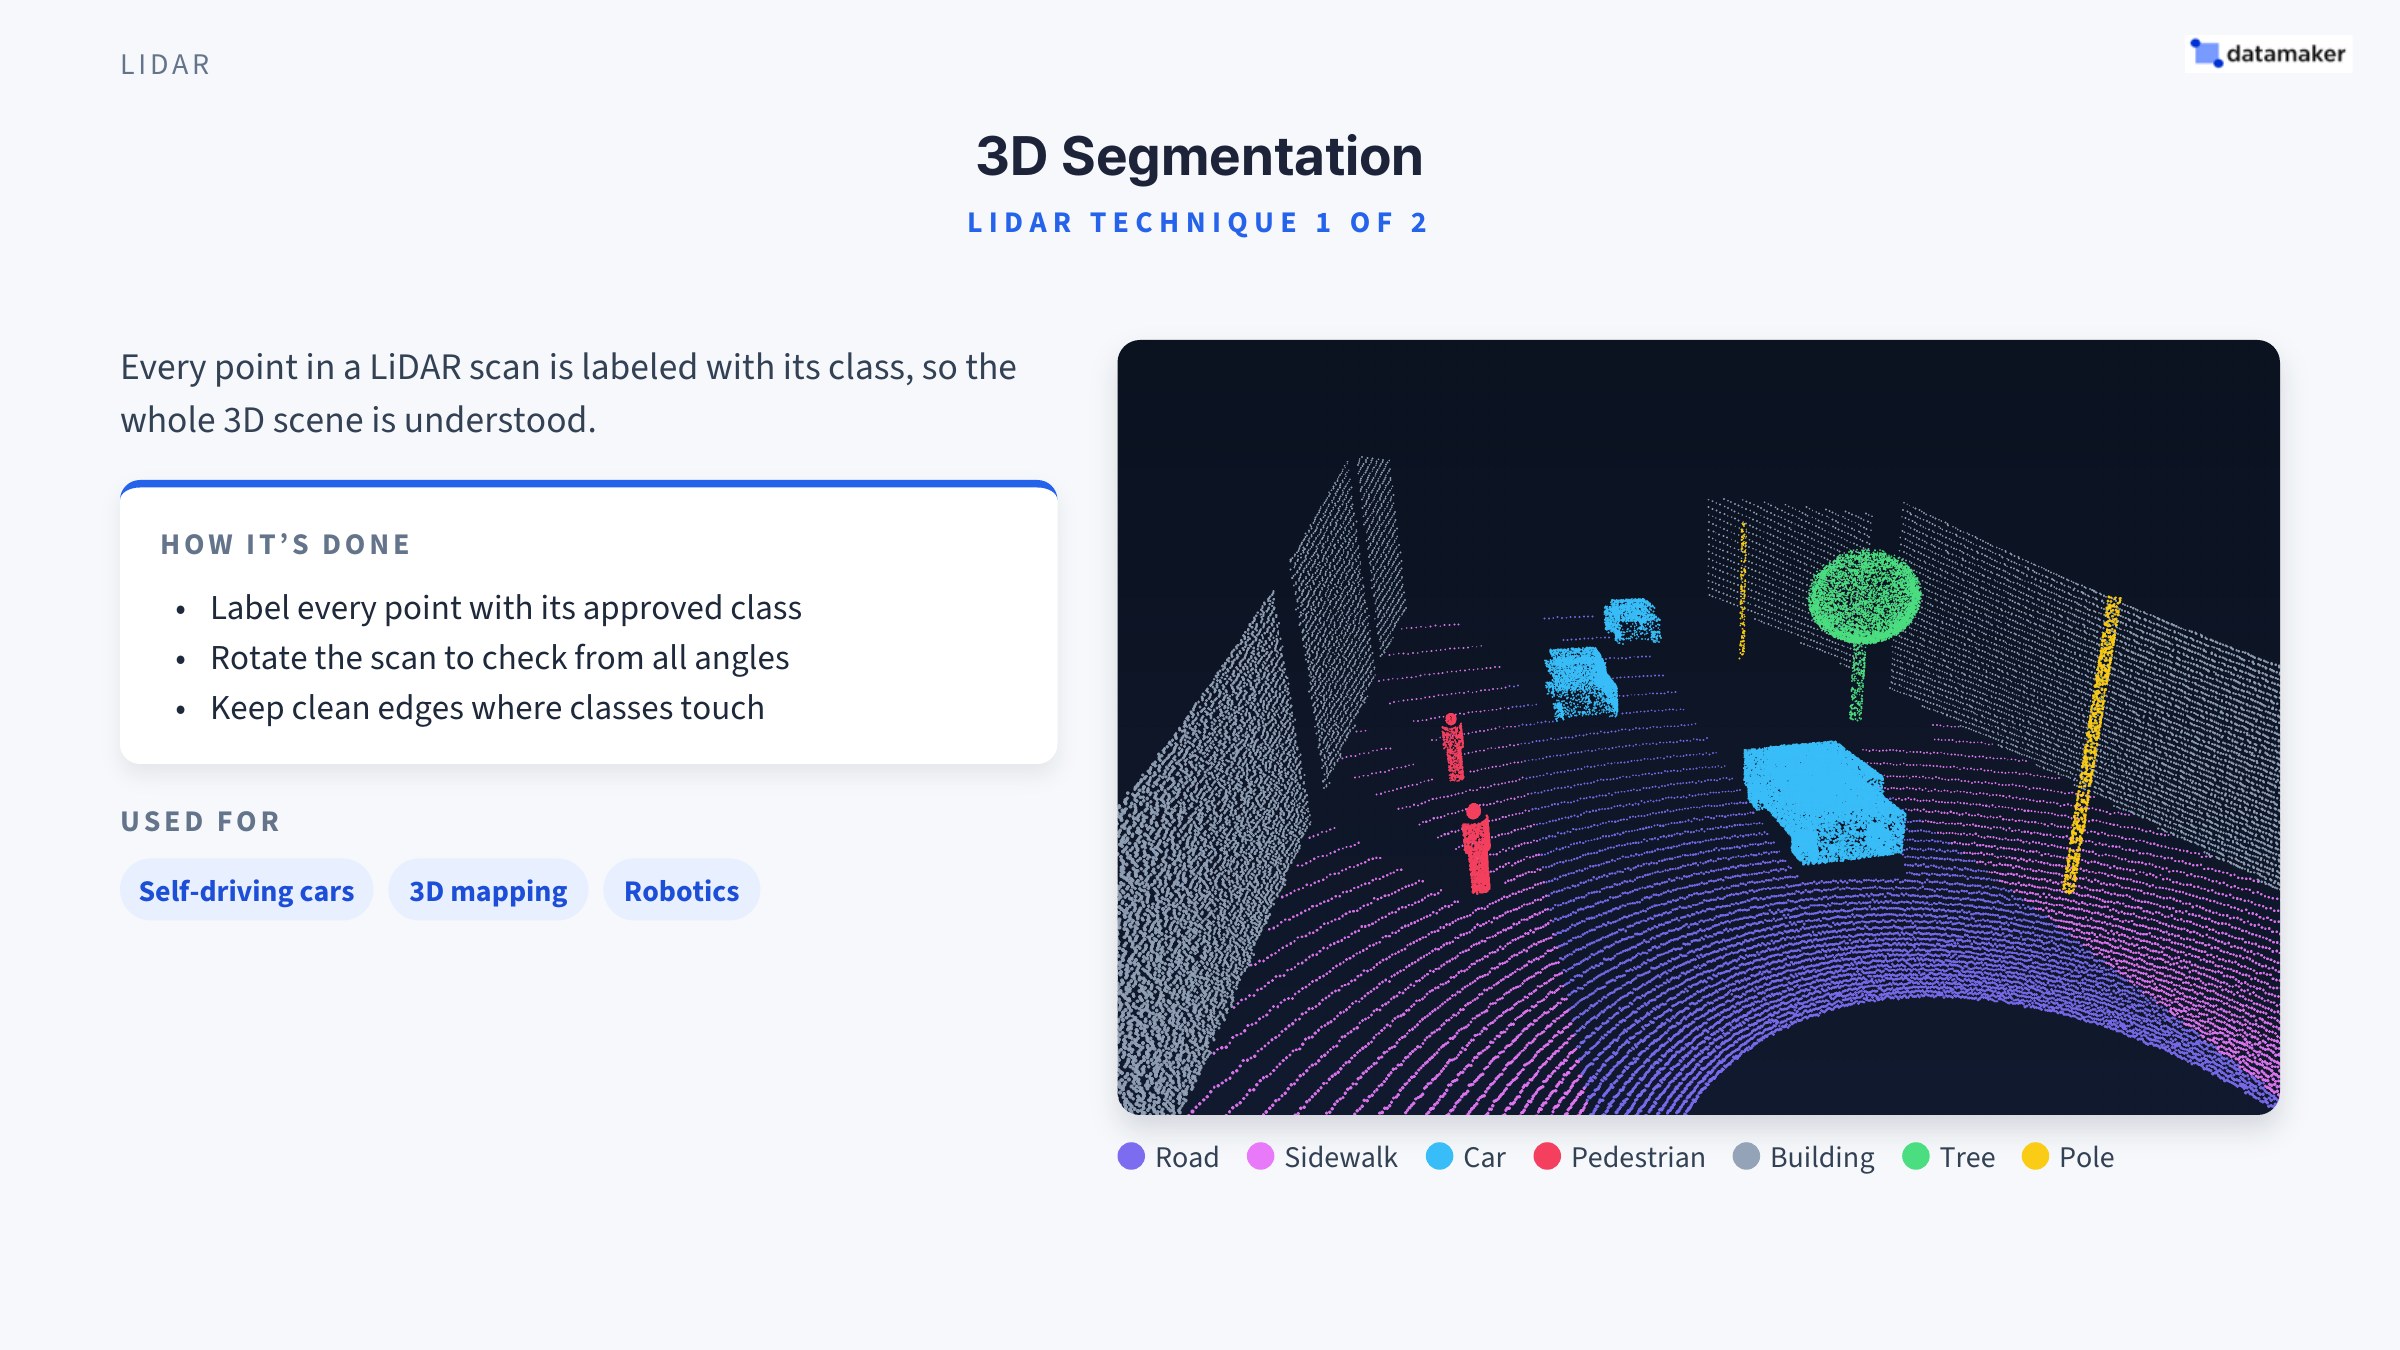 LIDAR
datamaker
3D Segmentation
LIDAR TECHNIQUE 1 OF 2
Every point in a LiDAR scan is labeled with its class, so the
whole 3D scene is understood.
HOW IT’S DONE
• Label every point with its approved class
• Rotate the scan to check from all angles
• Keep clean edges where classes touch
USED FOR
Self-driving cars 3D mapping Robotics
Road Sidewalk Car Pedestrian Building Tree Pole